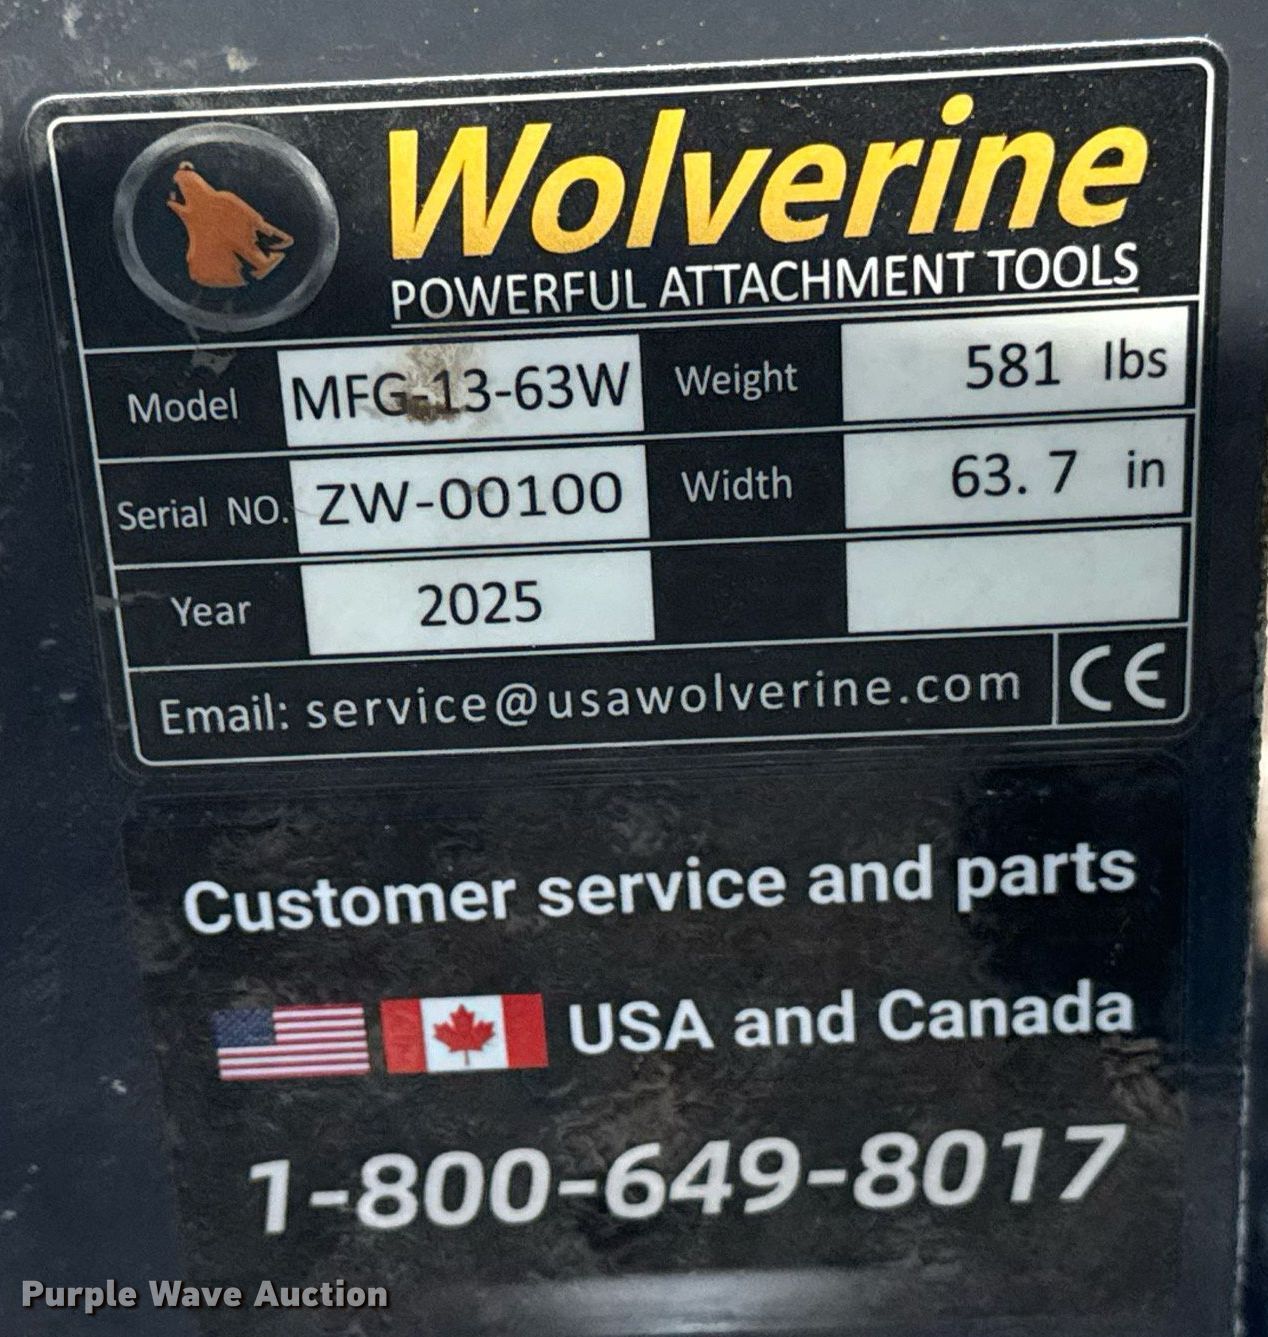 Wolverine
POWERFUL ATTACHMENT TOOLS
Model MFG-13-63W Weight 581 lbs
Serial NO. ZW-00100 Width 63.7 in
Year 2025
Email: service@usawolverine.com CE
Customer service and parts
USA and Canada
1-800-649-8017
Purple Wave Auction